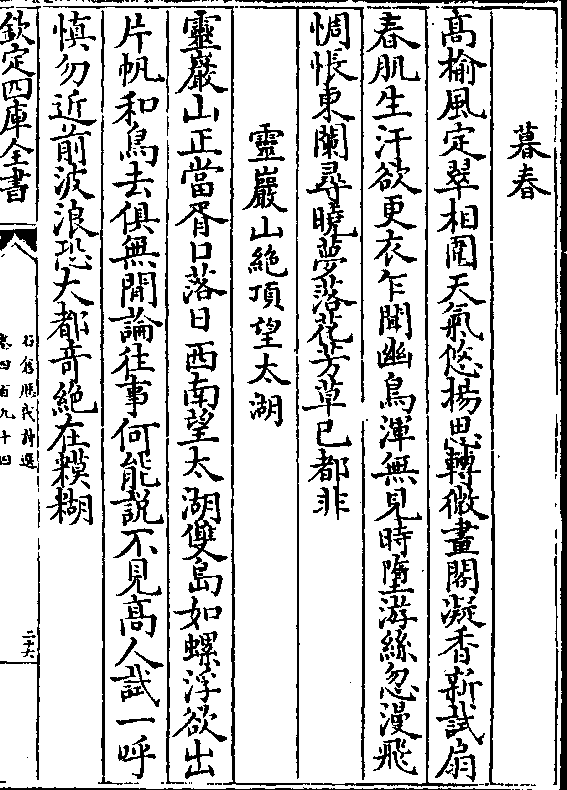 暮春
髙榆風定翠相圍天氣悠揚思轉微畫閣凝香新試扇
春肌生汗欲更衣乍聞幽鳥渾無見時墮游絲忽漫飛
惆悵東闌尋曉夢落花芳草已都非
靈巖山絶頂望太湖
靈巖山正當胥口落日西南望太湖雙島如螺浮欲出
片帆和鳥去俱無閒論徃事何能説不見髙人試一呼
慎勿近前波浪恐大都奇絶在糢糊
欽定四庫全書
石倉歴代詩選
卷四百九十四
二六